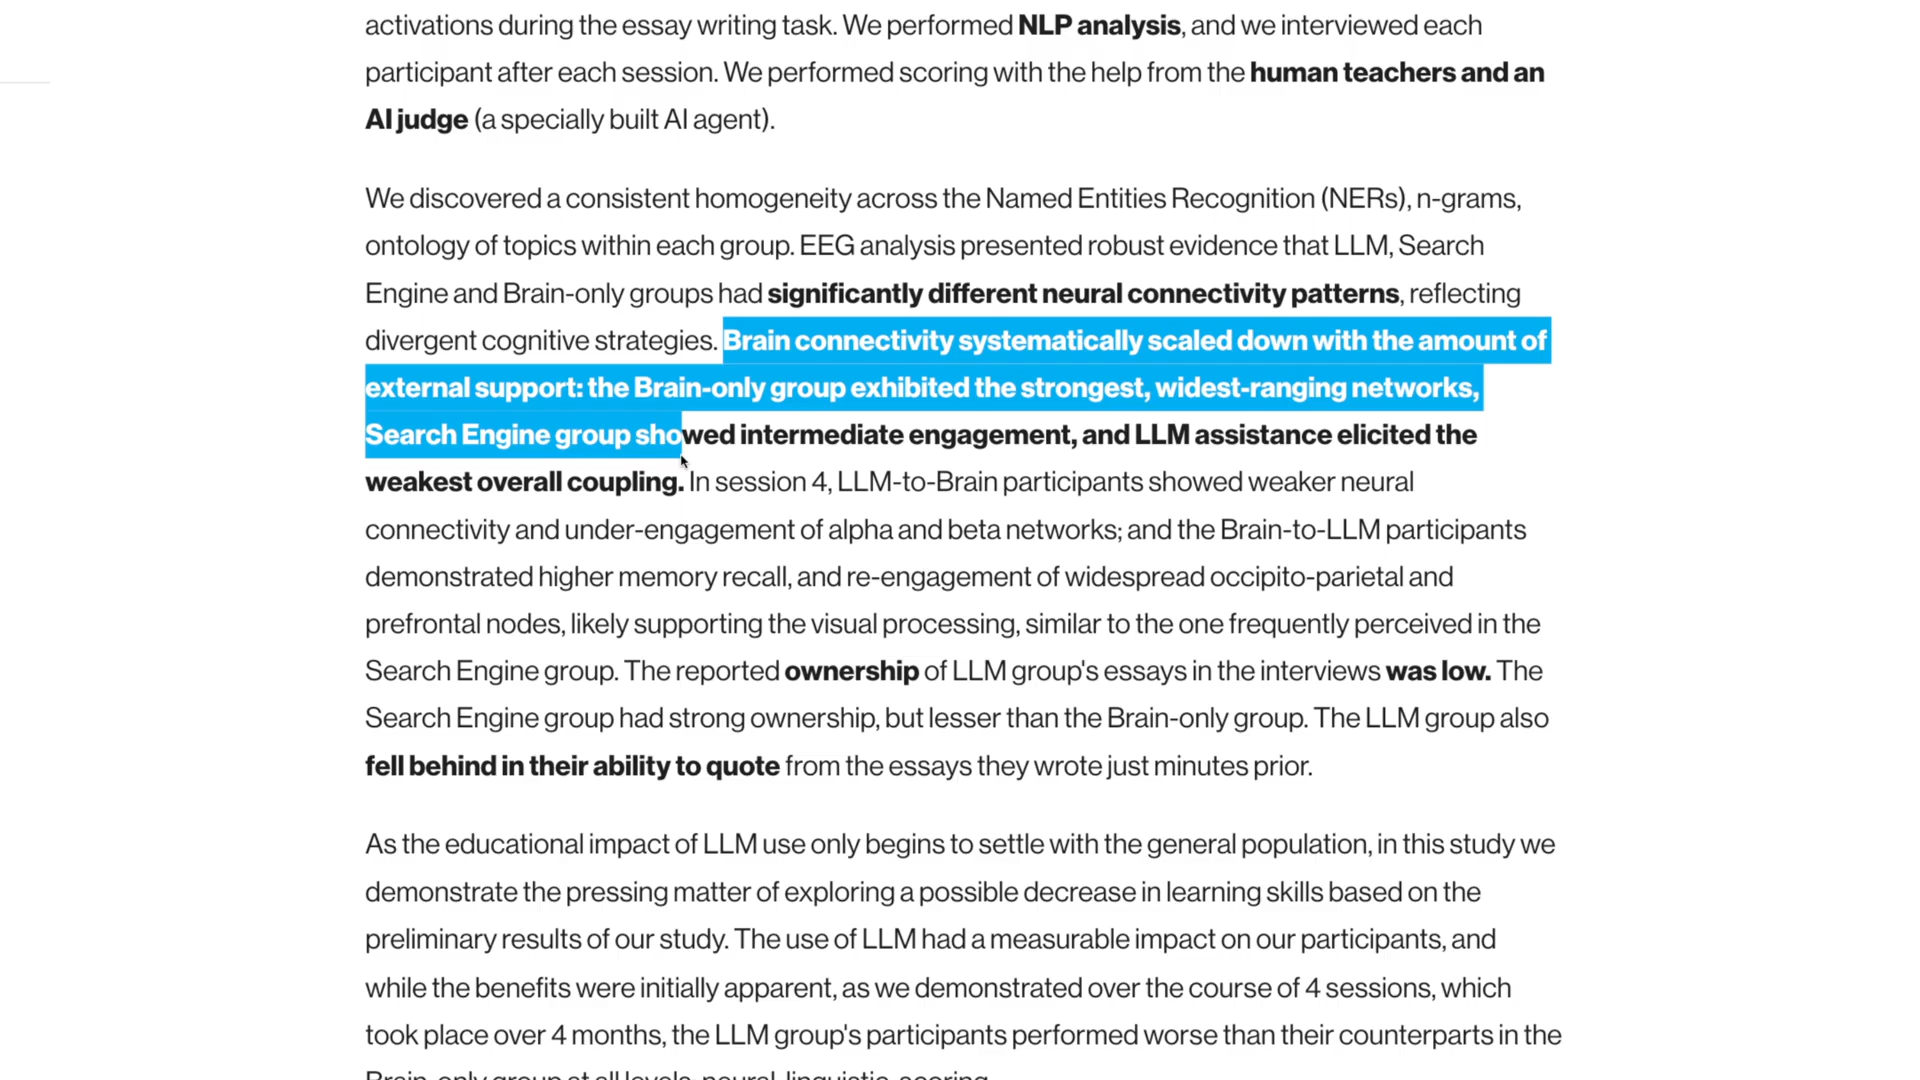 activations during the essay writing task. We performed NLP analysis, and we interviewed each
participant after each session. We performed scoring with the help from the human teachers and an
AI judge (a specially built AI agent).
We discovered a consistent homogeneity across the Named Entities Recognition (NERs), n-grams,
ontology of topics within each group. EEG analysis presented robust evidence that LLM, Search
Engine and Brain-only groups had significantly different neural connectivity patterns, reflecting
divergent cognitive strategies. Brain connectivity systematically scaled down with the amount of
external support: the Brain-only group exhibited the strongest, widest-ranging networks,
Search Engine group showed intermediate engagement, and LLM assistance elicited the
weakest overall coupling. In session 4, LLM-to-Brain participants showed weaker neural
connectivity and under-engagement of alpha and beta networks; and the Brain-to-LLM participants
demonstrated higher memory recall, and re-engagement of widespread occipito-parietal and
prefrontal nodes, likely supporting the visual processing, similar to the one frequently perceived in the
Search Engine group. The reported ownership of LLM group's essays in the interviews was low. The
Search Engine group had strong ownership, but lesser than the Brain-only group. The LLM group also
fell behind in their ability to quote from the essays they wrote just minutes prior.
As the educational impact of LLM use only begins to settle with the general population, in this study we
demonstrate the pressing matter of exploring a possible decrease in learning skills based on the
preliminary results of our study. The use of LLM had a measurable impact on our participants, and
while the benefits were initially apparent, as we demonstrated over the course of 4 sessions, which
took place over 4 months, the LLM group's participants performed worse than their counterparts in the
Brain-only group at all levels: neural, linguistic, scoring.